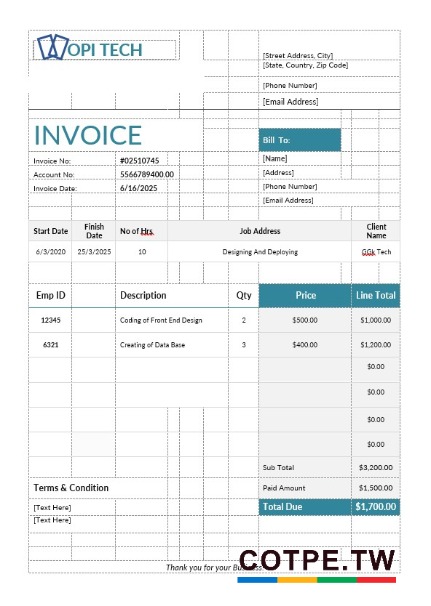 OPI TECH
[Street Address, City]
[State, Country, Zip Code]
[Phone Number]
[Email Address]
INVOICE
Bill To:
Invoice No: #02510745
[Name]
Account No: 5566789400.00
[Address]
Invoice Date: 6/16/2025
[Phone Number]
[Email Address]
Start Date Finish Date No of Hrs. Job Address Client Name
6/3/2020 25/3/2025 10 Designing And Deploying GGk Tech
Emp ID Description Qty Price Line Total
12345 Coding of Front End Design 2 $500.00 $1,000.00
6321 Creating of Data Base 3 $400.00 $1,200.00
$0.00
$0.00
$0.00
$0.00
Sub Total $3,200.00
Terms & Condition Paid Amount $1,500.00
[Text Here] Total Due $1,700.00
[Text Here]
Thank you for your Business
COTPE.TW